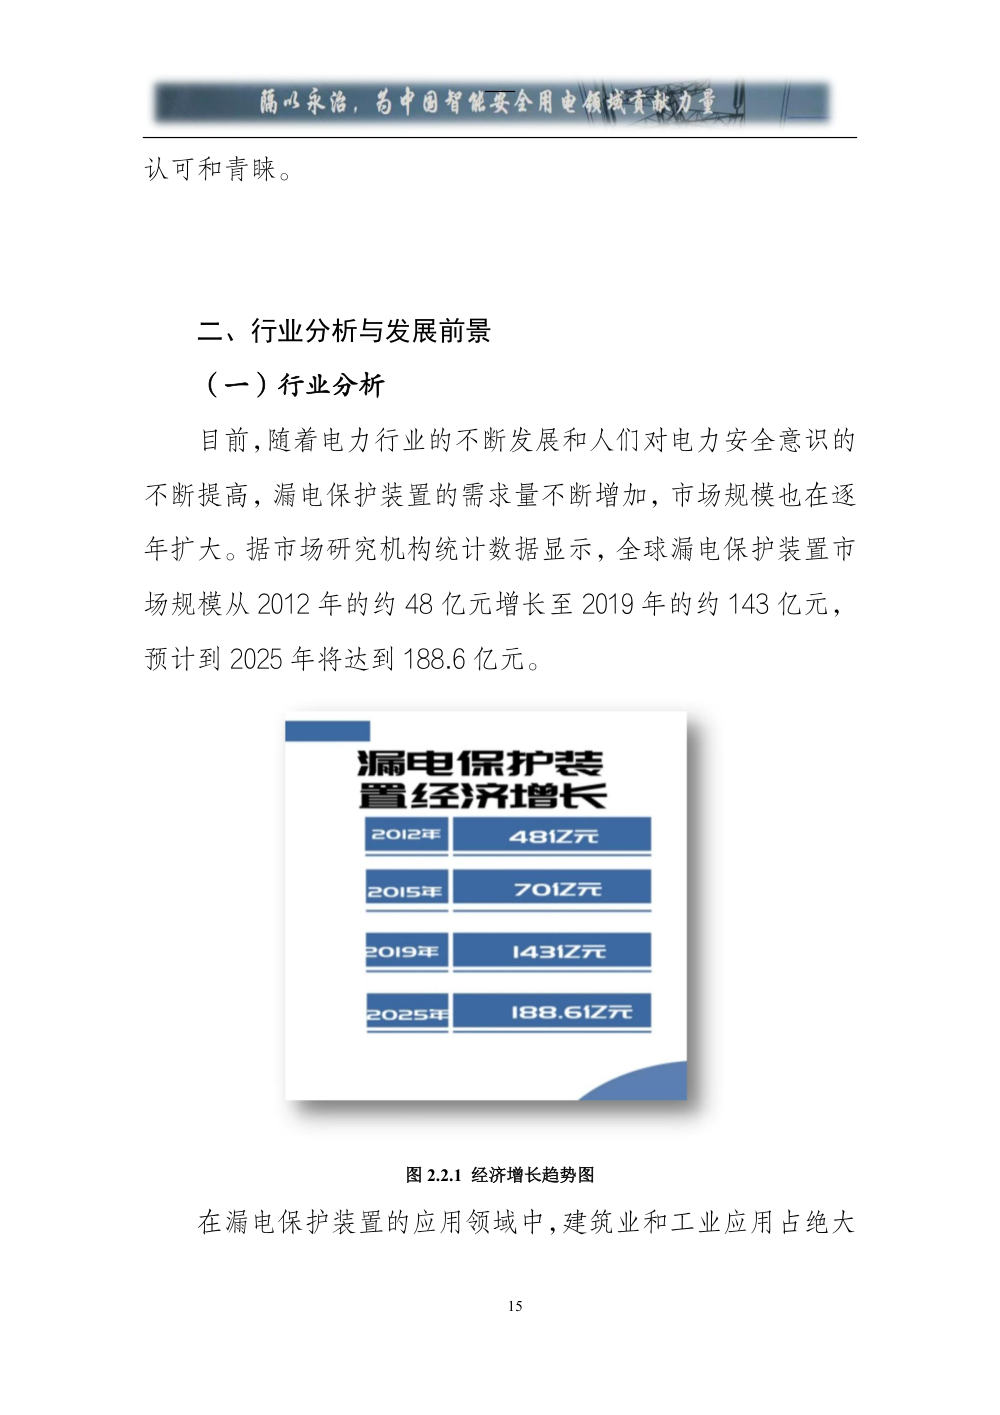 隔以永治，为中国智能安全用电领域贡献力量
认可和青睐。
二、行业分析与发展前景
（一）行业分析
目前，随着电力行业的不断发展和人们对电力安全意识的
不断提高，漏电保护装置的需求量不断增加，市场规模也在逐
年扩大。据市场研究机构统计数据显示，全球漏电保护装置市
场规模从 2012 年的约 48 亿元增长至 2019 年的约 143 亿元，
预计到 2025 年将达到 188.6 亿元。
漏电保护装
置经济增长
2012年 48亿元
2015年 70亿元
2019年 143亿元
2025年 188.6亿元
图 2.2.1 经济增长趋势图
在漏电保护装置的应用领域中，建筑业和工业应用占绝大
15